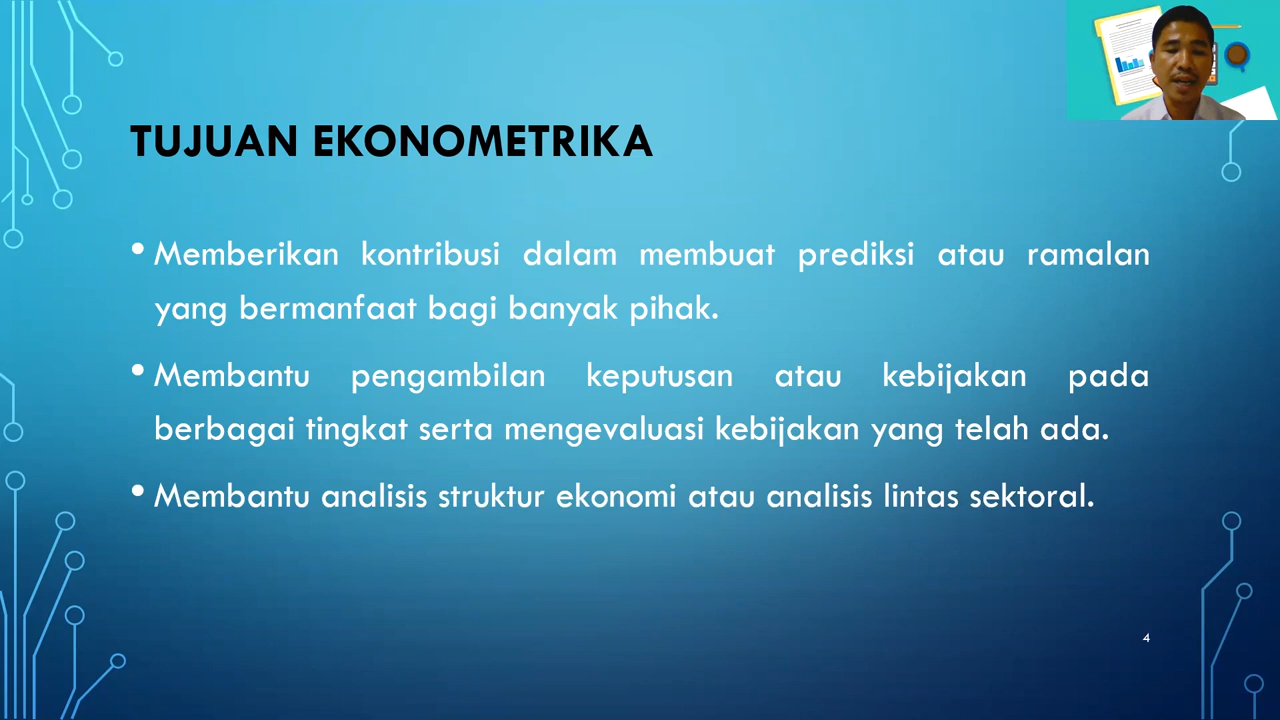 TUJUAN EKONOMETRIKA
• Memberikan kontribusi dalam membuat prediksi atau ramalan
yang bermanfaat bagi banyak pihak.
• Membantu pengambilan keputusan atau kebijakan pada
berbagai tingkat serta mengevaluasi kebijakan yang telah ada.
• Membantu analisis struktur ekonomi atau analisis lintas sektoral.
4